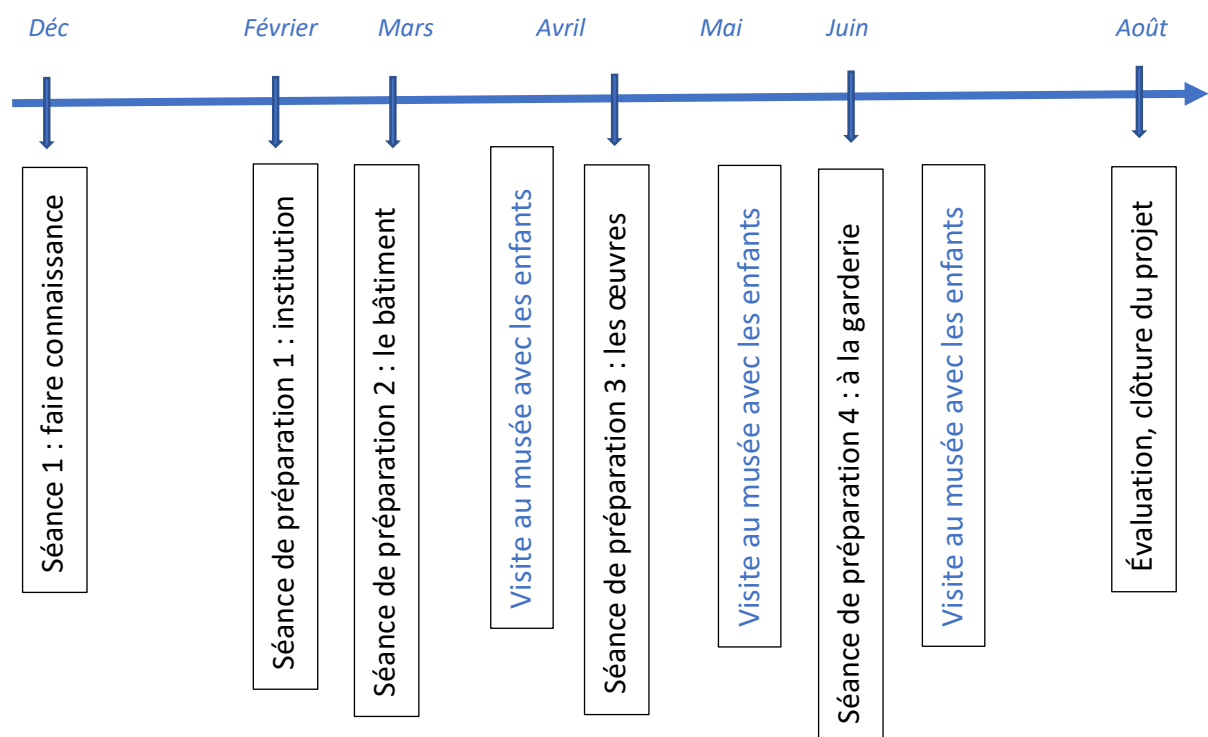 Déc
Février
Mars
Avril
Mai
Juin
Août
Séance 1 : faire connaissance
Séance de préparation 1 : institution
Séance de préparation 2 : le bâtiment
Visite au musée avec les enfants
Séance de préparation 3 : les œuvres
Visite au musée avec les enfants
Séance de préparation 4 : à la garderie
Visite au musée avec les enfants
Évaluation, clôture du projet